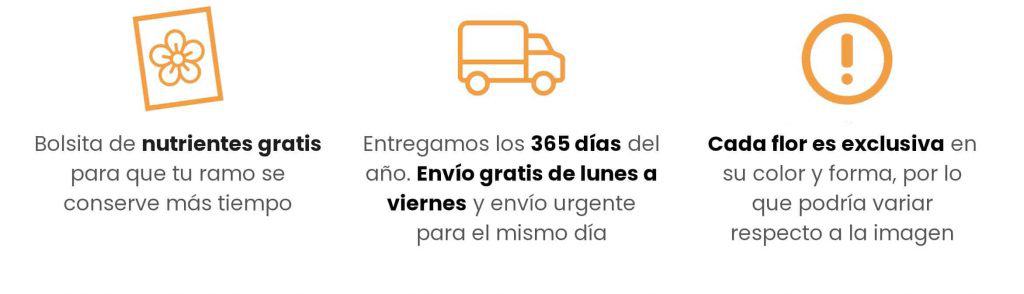 Bolsita de nutrientes gratis
para que tu ramo se
conserve más tiempo
Entregamos los 365 días del
año. Envío gratis de lunes a
viernes y envío urgente
para el mismo día
Cada flor es exclusiva en
su color y forma, por lo
que podría variar
respecto a la imagen